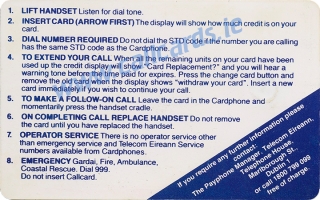 1. LIFT HANDSET Listen for dial tone.
2. INSERT CARD (ARROW FIRST) The display will show how much credit is on your card.
3. DIAL NUMBER REQUIRED Do not dial the STD code if the number you are calling has the same STD code as the Cardphone.
4. TO EXTEND YOUR CALL When the remaining units on your card have been used up the credit display will show "Card Replacement?" and you will hear a warning tone before the call is paid for expires. Press the change card button and remove the old card when the display shows "withdraw your card". Insert a new card immediately if you wish to continue your call.
5. TO MAKE A FOLLOW-ON CALL Leave the card in the Cardphone and momentarily press the handset cradle.
6. ON COMPLETING CALL REPLACE HANDSET Do not remove the card until you have replaced the handset.
7. OPERATOR SERVICE There is no operator service other than emergency service and Telecom Eireann Service numbers available from Cardphones.
8. EMERGENCY Gardai, Fire, Ambulance, Coastal Rescue. Dial 999. Do not insert Callcard.
www.callcards.ie
If you require any further information please contact:
The Payphone Manager, Telecom Eireann,
Telephone House,
Marlborough St.
Dublin 1
or call 1800 799 099
free of charge.